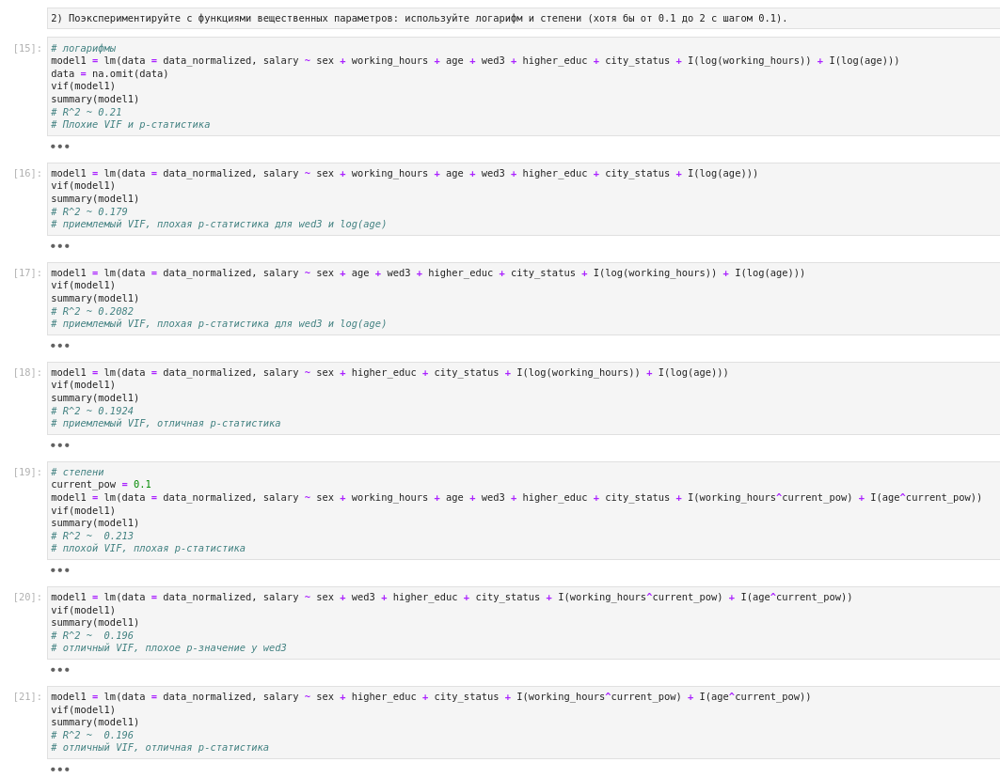 2) Поэкспериментируйте с функциями вещественных параметров: используйте логарифм и степени (хотя бы от 0.1 до 2 с шагом 0.1).
[15]:
# логарифмы
model1 = lm(data = data_normalized, salary ~ sex + working_hours + age + wed3 + higher_educ + city_status + I(log(working_hours)) + I(log(age)))
data = na.omit(data)
vif(model1)
summary(model1)
# R^2 ~ 0.21
# Плохие VIF и p-статистика
[16]:
model1 = lm(data = data_normalized, salary ~ sex + working_hours + age + wed3 + higher_educ + city_status + I(log(age)))
vif(model1)
summary(model1)
# R^2 ~ 0.179
# приемлемый VIF, плохая p-статистика для wed3 и log(age)
[17]:
model1 = lm(data = data_normalized, salary ~ sex + age + wed3 + higher_educ + city_status + I(log(working_hours)) + I(log(age)))
vif(model1)
summary(model1)
# R^2 ~ 0.2082
# приемлемый VIF, плохая p-статистика для wed3 и log(age)
[18]:
model1 = lm(data = data_normalized, salary ~ sex + higher_educ + city_status + I(log(working_hours)) + I(log(age)))
vif(model1)
summary(model1)
# R^2 ~ 0.1924
# приемлемый VIF, отличная p-статистика
[19]:
# степени
current_pow = 0.1
model1 = lm(data = data_normalized, salary ~ sex + working_hours + age + wed3 + higher_educ + city_status + I(working_hours^current_pow) + I(age^current_pow))
vif(model1)
summary(model1)
# R^2 ~  0.213
# плохой VIF, плохая p-статистика
[20]:
model1 = lm(data = data_normalized, salary ~ sex + wed3 + higher_educ + city_status + I(working_hours^current_pow) + I(age^current_pow))
vif(model1)
summary(model1)
# R^2 ~  0.196
# отличный VIF, плохое p-значение у wed3
[21]:
model1 = lm(data = data_normalized, salary ~ sex + higher_educ + city_status + I(working_hours^current_pow) + I(age^current_pow))
vif(model1)
summary(model1)
# R^2 ~  0.196
# отличный VIF, отличная p-статистика